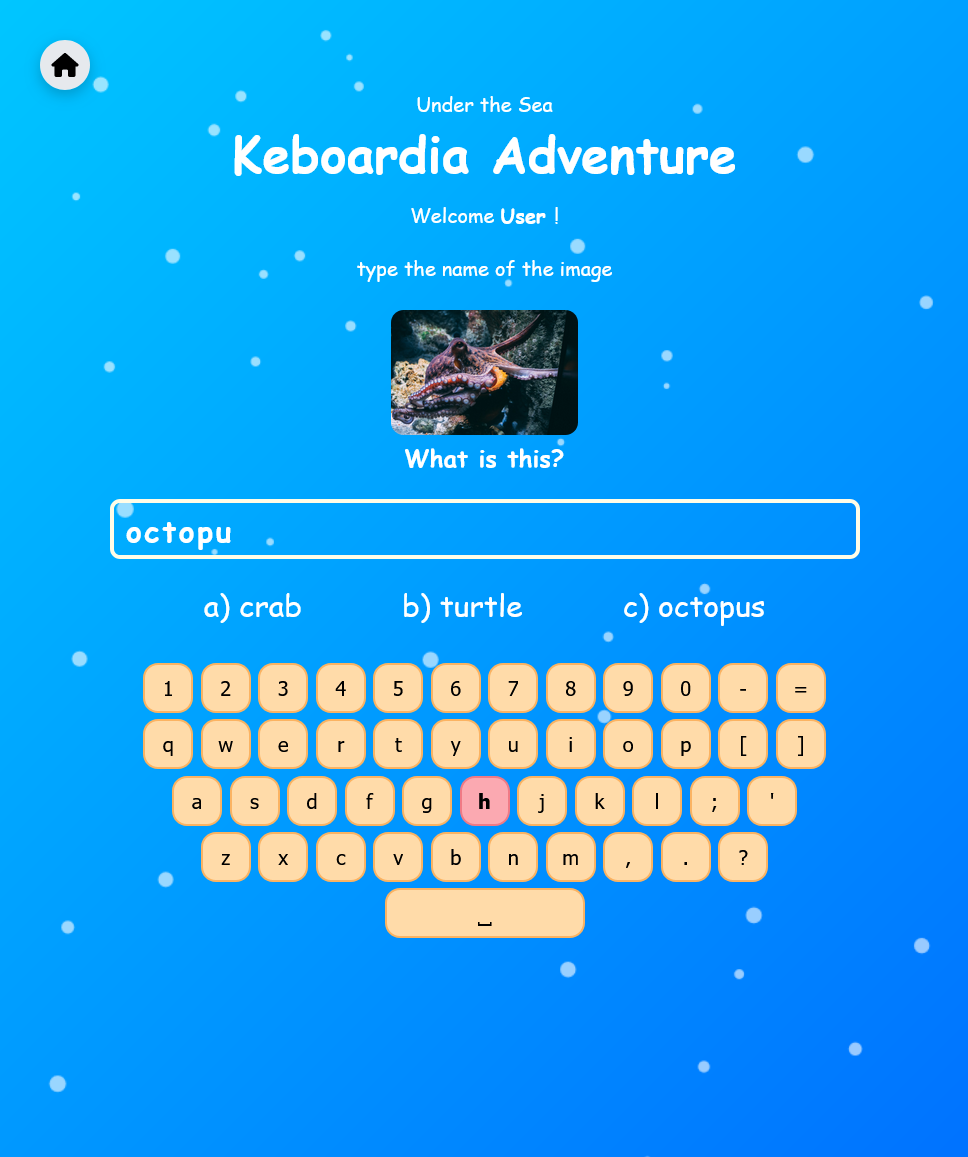 Under the Sea
Keboardia Adventure
Welcome User !
type the name of the image
What is this?
octopu
a) crab b) turtle c) octopus
1 2 3 4 5 6 7 8 9 0 - =
q w e r t y u i o p [ ]
a s d f g h j k l ; '
z x c v b n m , . ?
⎵